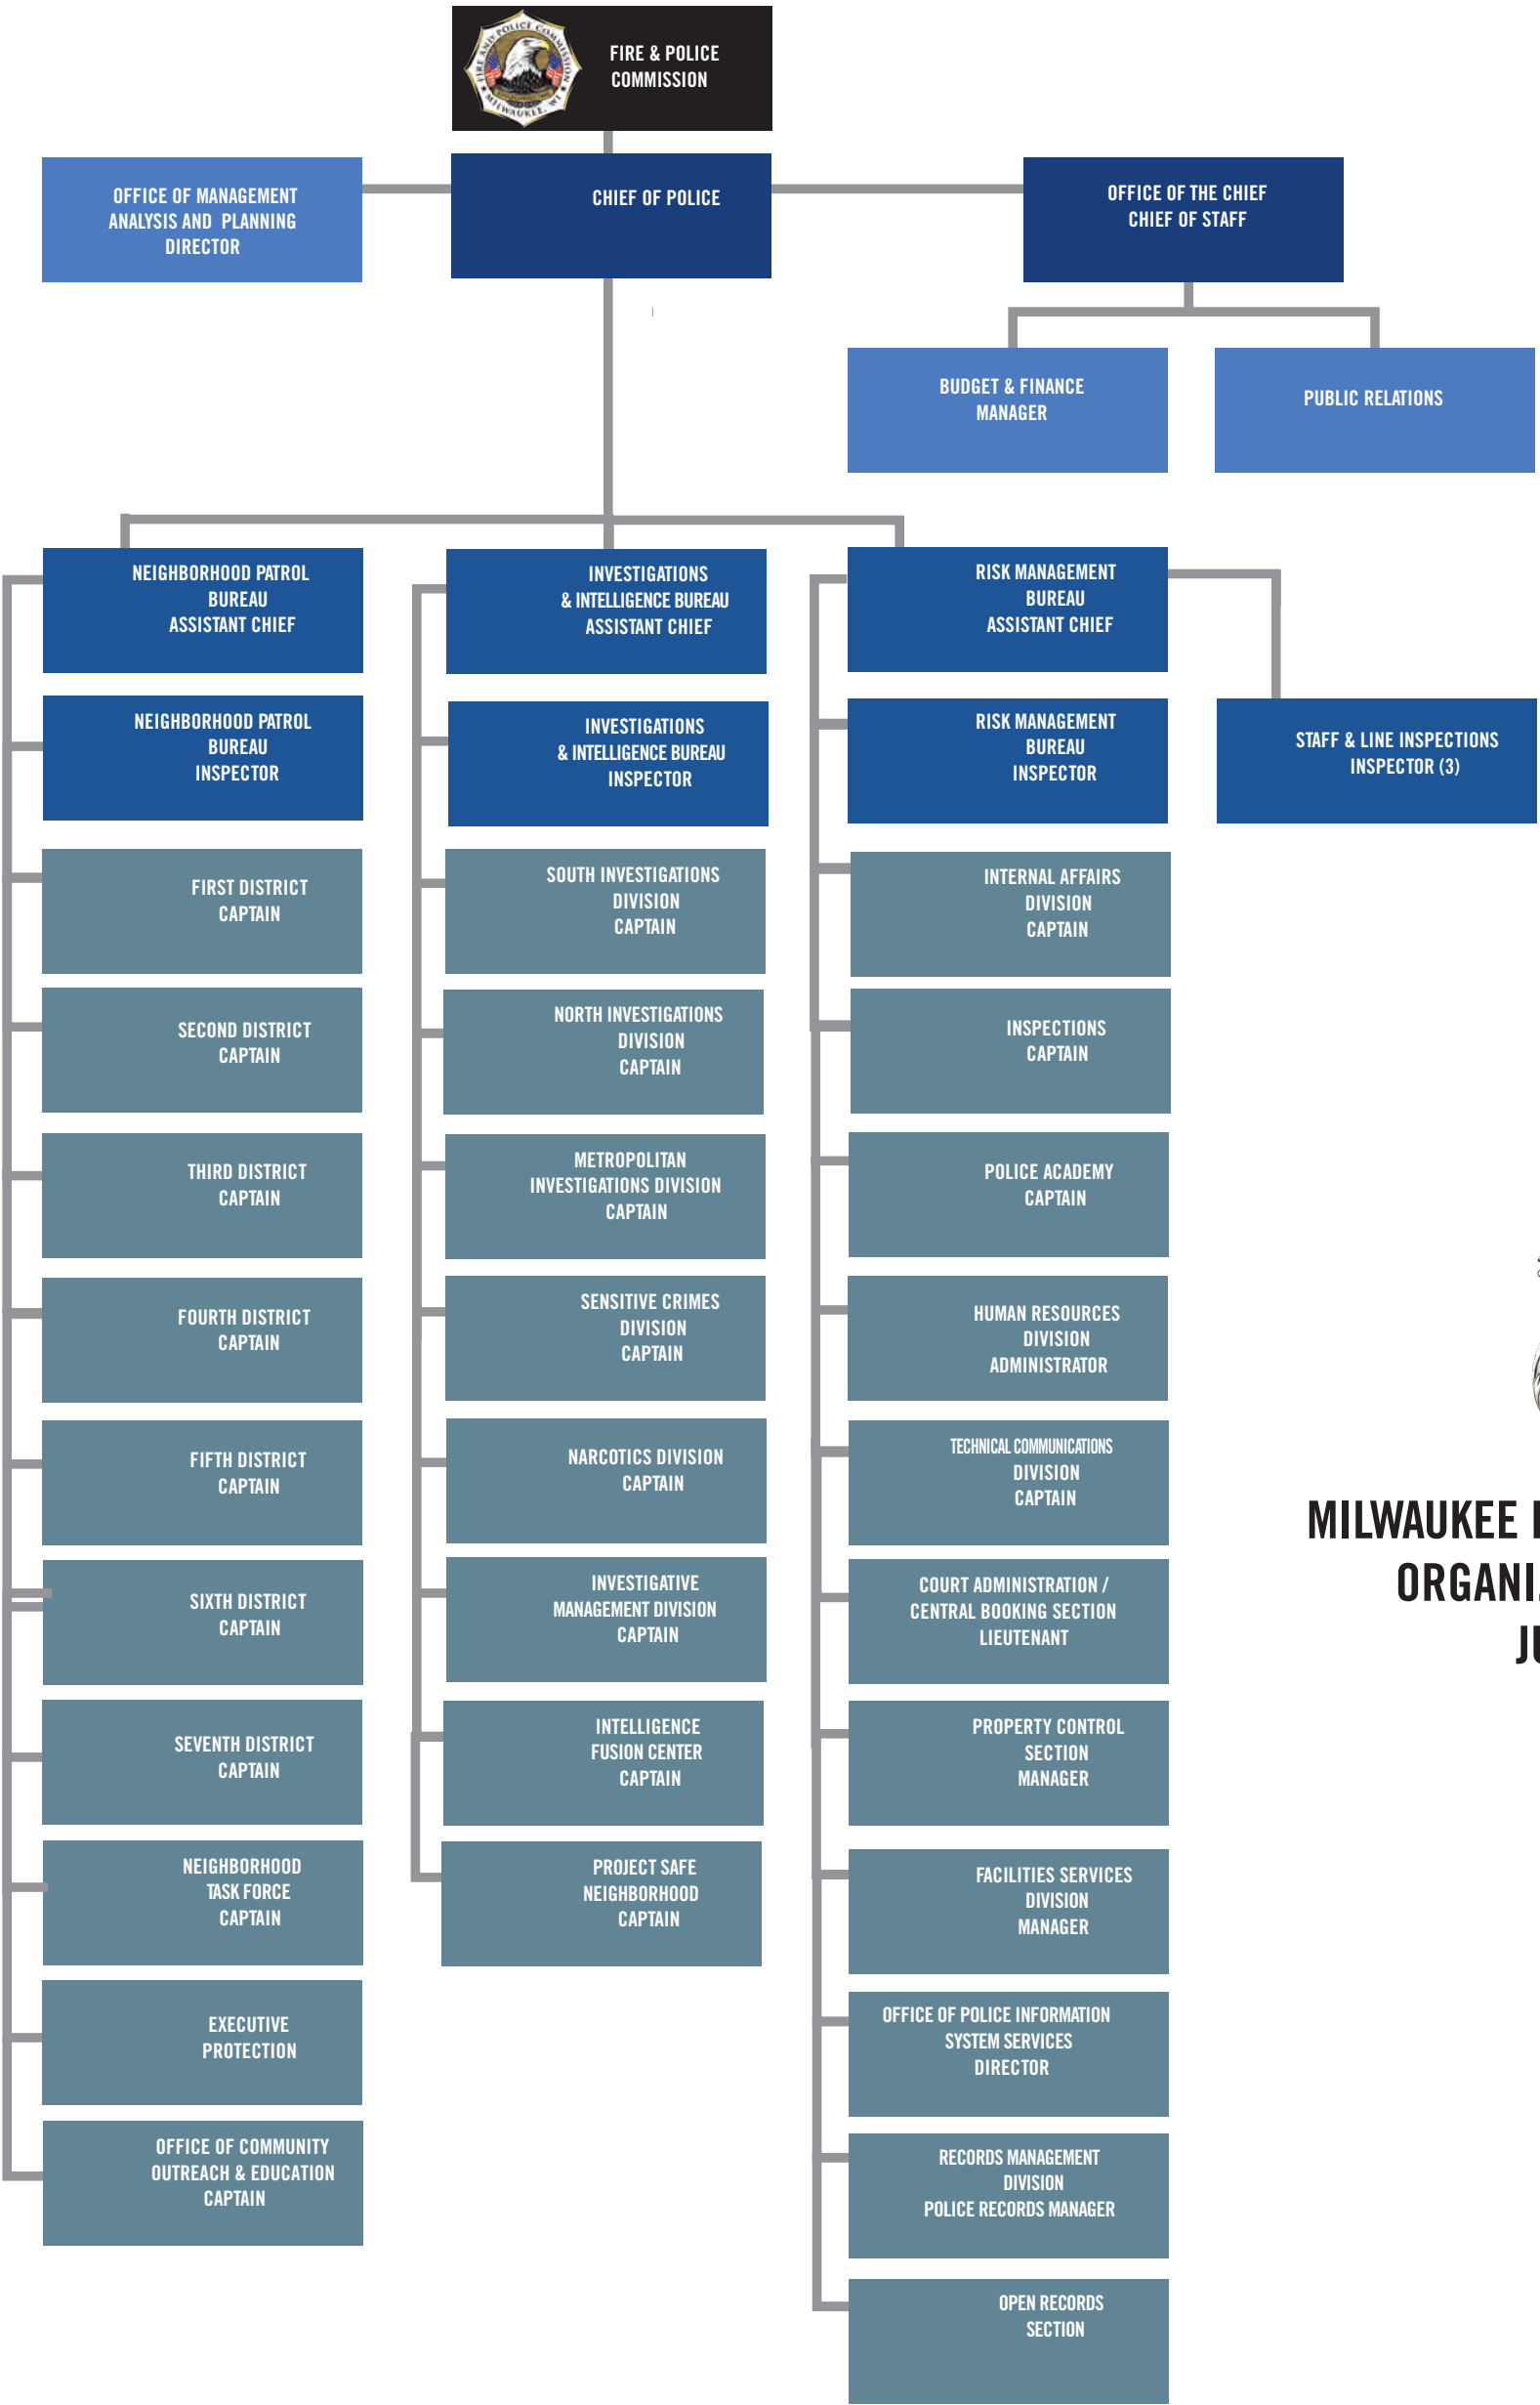 FIRE AND POLICE COMMISSION
MILWAUKEE, WI
FIRE & POLICE
COMMISSION
OFFICE OF MANAGEMENT
ANALYSIS AND PLANNING
DIRECTOR
CHIEF OF POLICE
OFFICE OF THE CHIEF
CHIEF OF STAFF
BUDGET & FINANCE
MANAGER
PUBLIC RELATIONS
NEIGHBORHOOD PATROL
BUREAU
ASSISTANT CHIEF
NEIGHBORHOOD PATROL
BUREAU
INSPECTOR
FIRST DISTRICT
CAPTAIN
SECOND DISTRICT
CAPTAIN
THIRD DISTRICT
CAPTAIN
FOURTH DISTRICT
CAPTAIN
FIFTH DISTRICT
CAPTAIN
SIXTH DISTRICT
CAPTAIN
SEVENTH DISTRICT
CAPTAIN
NEIGHBORHOOD
TASK FORCE
CAPTAIN
EXECUTIVE
PROTECTION
OFFICE OF COMMUNITY
OUTREACH & EDUCATION
CAPTAIN
INVESTIGATIONS
& INTELLIGENCE BUREAU
ASSISTANT CHIEF
INVESTIGATIONS
& INTELLIGENCE BUREAU
INSPECTOR
SOUTH INVESTIGATIONS
DIVISION
CAPTAIN
NORTH INVESTIGATIONS
DIVISION
CAPTAIN
METROPOLITAN
INVESTIGATIONS DIVISION
CAPTAIN
SENSITIVE CRIMES
DIVISION
CAPTAIN
NARCOTICS DIVISION
CAPTAIN
INVESTIGATIVE
MANAGEMENT DIVISION
CAPTAIN
INTELLIGENCE
FUSION CENTER
CAPTAIN
PROJECT SAFE
NEIGHBORHOOD
CAPTAIN
RISK MANAGEMENT
BUREAU
ASSISTANT CHIEF
RISK MANAGEMENT
BUREAU
INSPECTOR
INTERNAL AFFAIRS
DIVISION
CAPTAIN
INSPECTIONS
CAPTAIN
POLICE ACADEMY
CAPTAIN
HUMAN RESOURCES
DIVISION
ADMINISTRATOR
TECHNICAL COMMUNICATIONS
DIVISION
CAPTAIN
COURT ADMINISTRATION /
CENTRAL BOOKING SECTION
LIEUTENANT
PROPERTY CONTROL
SECTION
MANAGER
FACILITIES SERVICES
DIVISION
MANAGER
OFFICE OF POLICE INFORMATION
SYSTEM SERVICES
DIRECTOR
RECORDS MANAGEMENT
DIVISION
POLICE RECORDS MANAGER
OPEN RECORDS
SECTION
STAFF & LINE INSPECTIONS
INSPECTOR (3)
MILWAUKEE